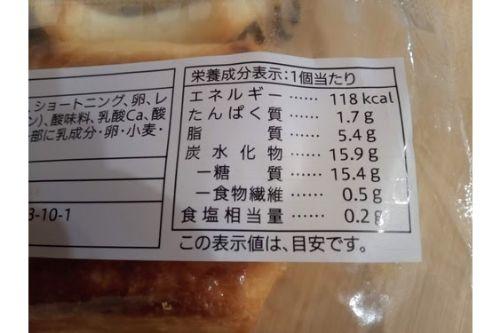 ショートニング、卵、レ
ン)、酸味料、乳酸Ca、酸
一部に乳成分・卵・小麦・
3-10-1
栄養成分表示:1個当たり
エネルギー…… 118 kcal
たんぱく質…… 1.7 g
脂 質…… 5.4 g
炭水化物…… 15.9 g
－糖 質…… 15.4 g
－食物繊維…… 0.5 g
食塩相当量…… 0.2 g
この表示値は、目安です。